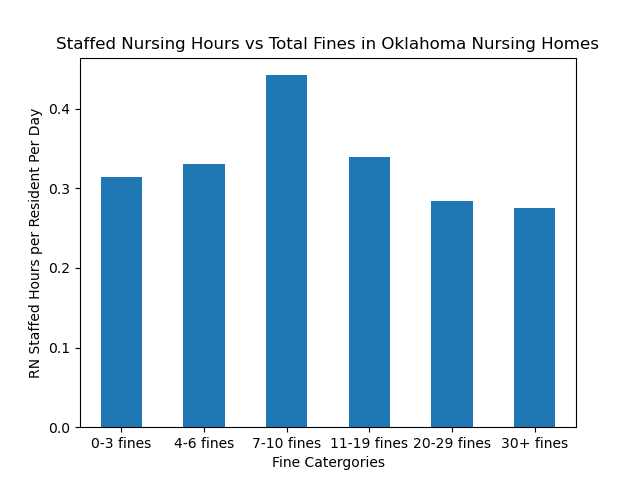 Staffed Nursing Hours vs Total Fines in Oklahoma Nursing Homes
RN Staffed Hours per Resident Per Day
0.4
0.3
0.2
0.1
0.0
0-3 fines 4-6 fines 7-10 fines 11-19 fines 20-29 fines 30+ fines
Fine Catergories